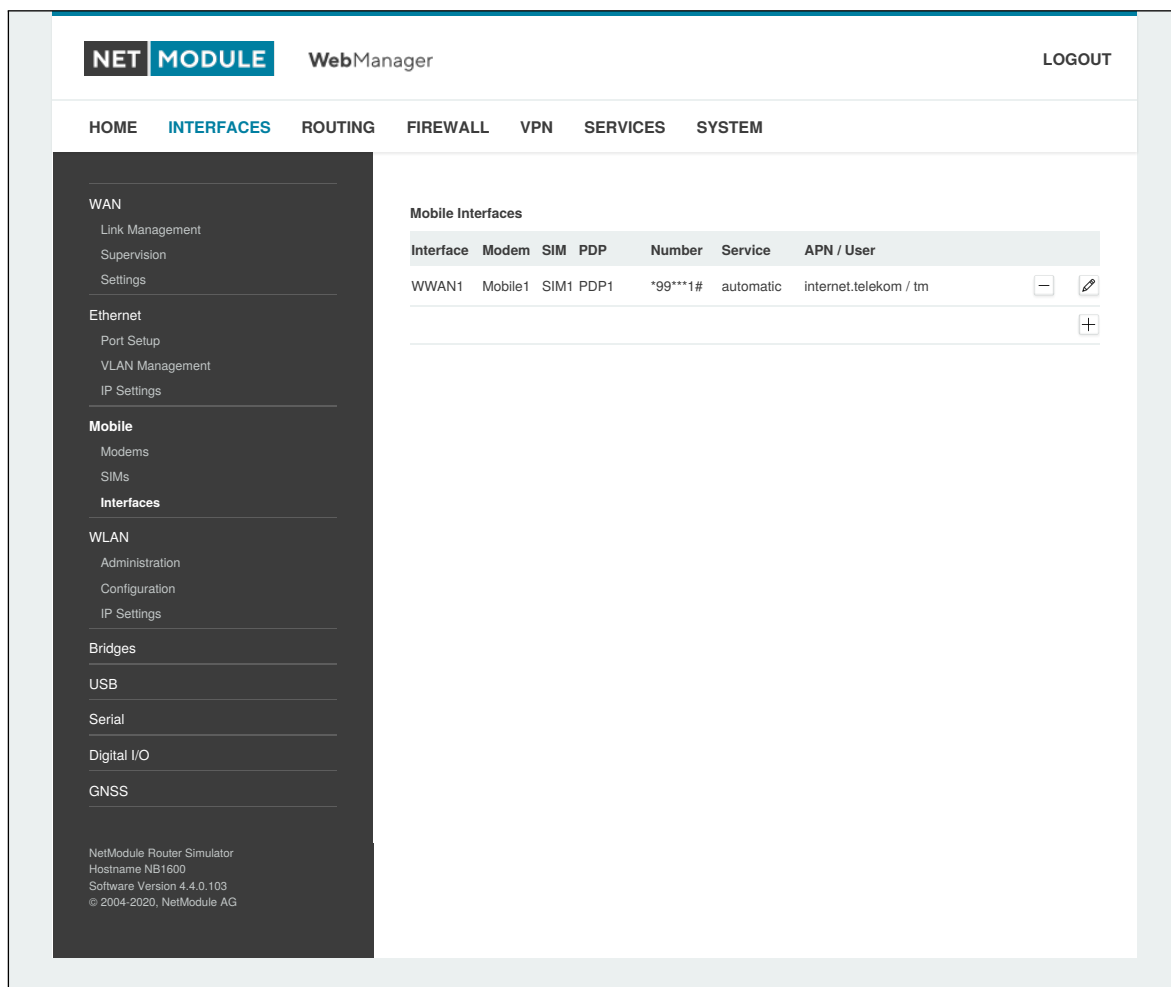 NET MODULE WebManager LOGOUT
HOME INTERFACES ROUTING FIREWALL VPN SERVICES SYSTEM
WAN
Link Management
Supervision
Settings
Ethernet
Port Setup
VLAN Management
IP Settings
Mobile
Modems
SIMs
Interfaces
WLAN
Administration
Configuration
IP Settings
Bridges
USB
Serial
Digital I/O
GNSS
NetModule Router Simulator
Hostname NB1600
Software Version 4.4.0.103
© 2004-2020, NetModule AG
Mobile Interfaces
Interface Modem SIM PDP Number Service APN / User
WWAN1 Mobile1 SIM1 PDP1 *99***1# automatic internet.telekom / tm